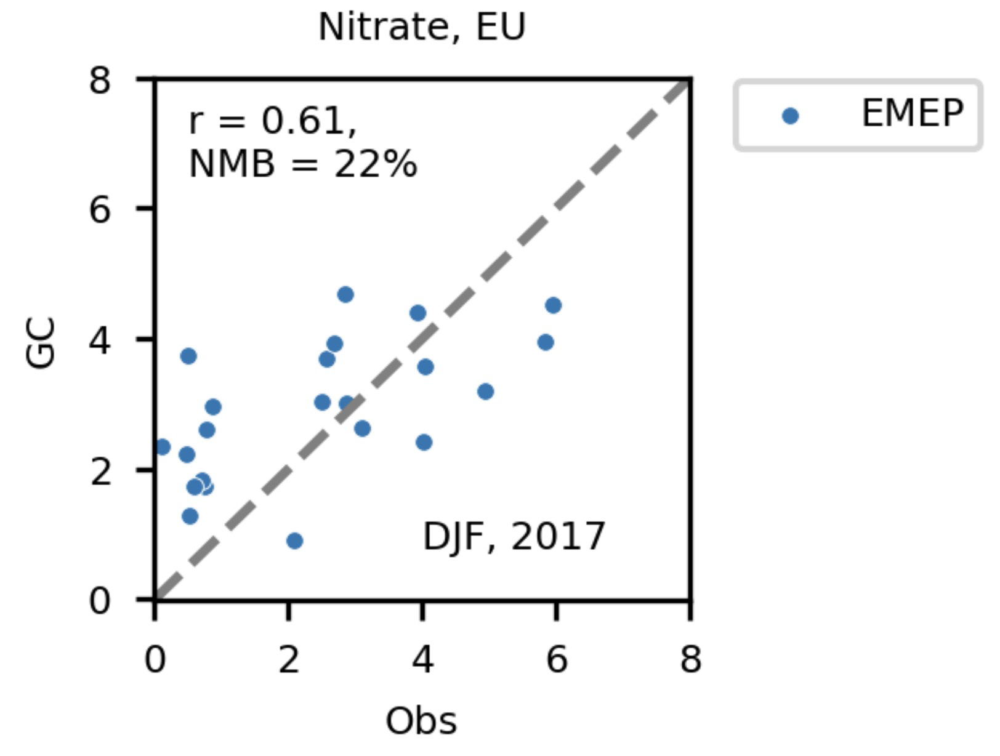 Nitrate, EU
8
r = 0.61,
NMB = 22%
EMEP
6
GC
4
2
DJF, 2017
0
0 2 4 6 8
Obs